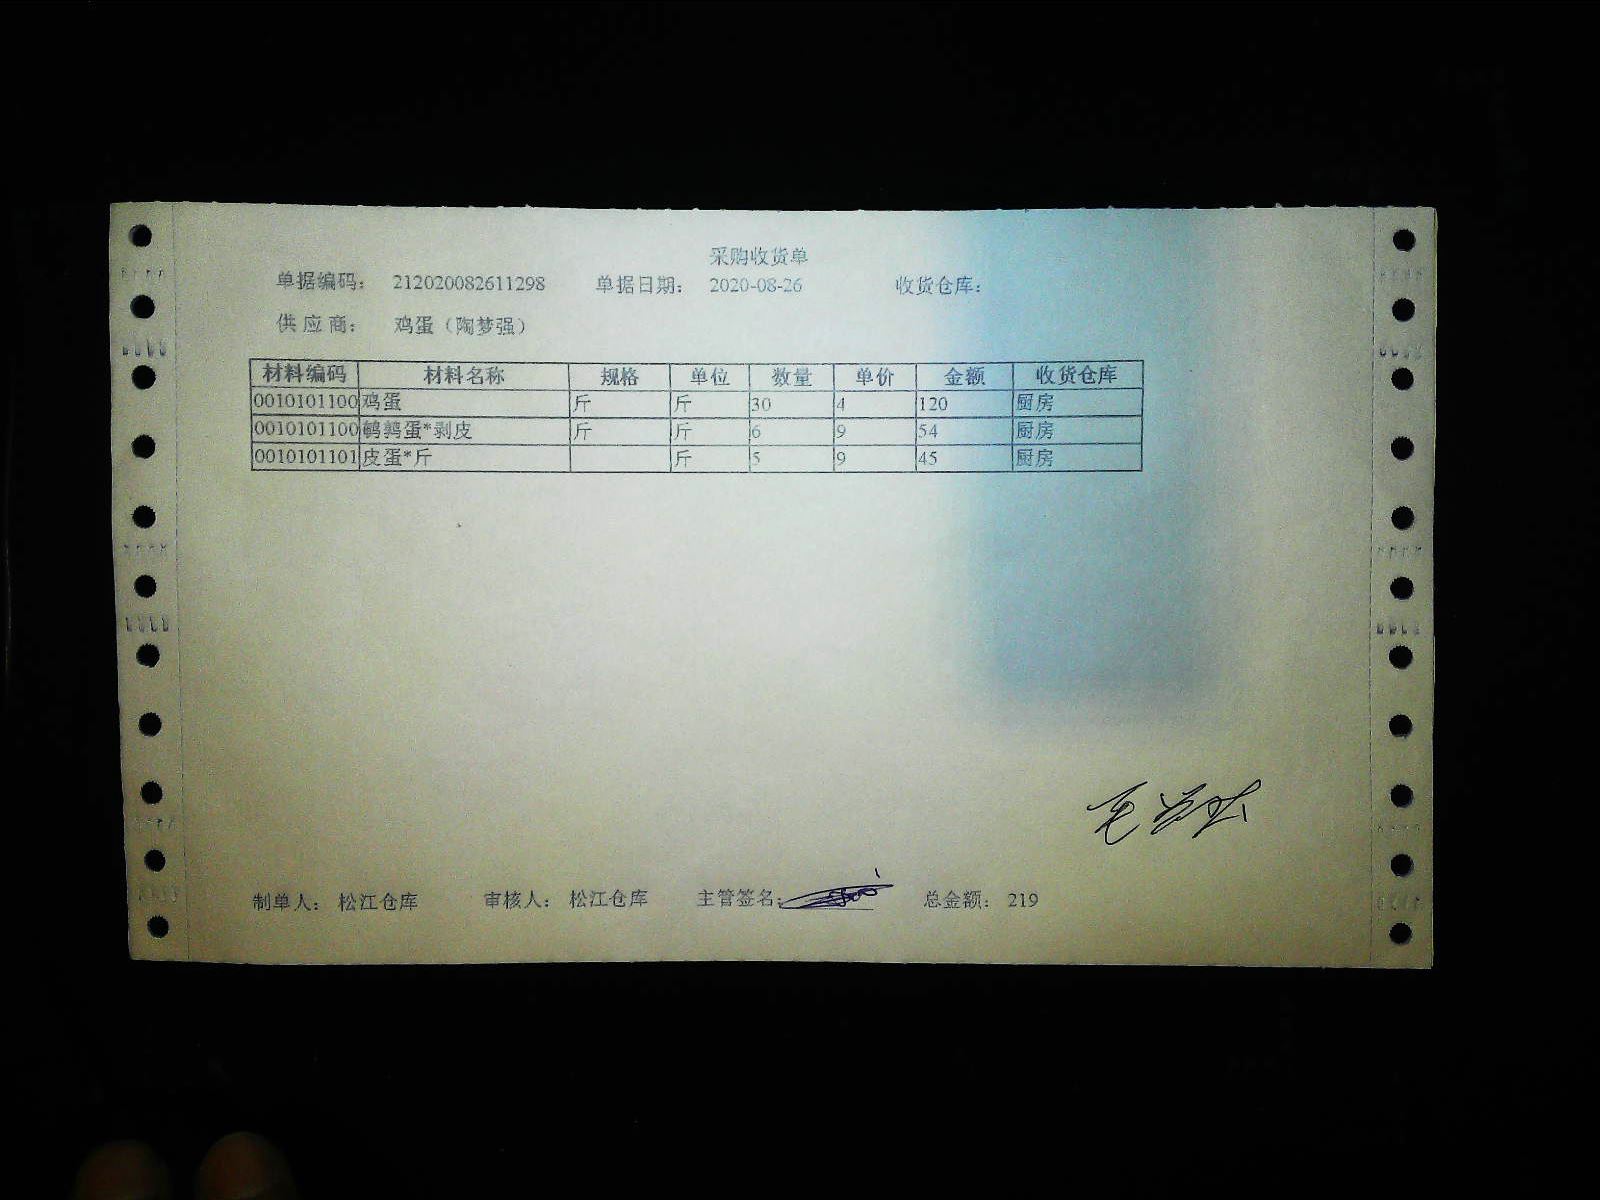 采购收货单
单据编码： 212020082611298 单据日期： 2020-08-26 收货仓库：
供应商： 鸡蛋（陶梦强）
材料编码 材料名称 规格 单位 数量 单价 金额 收货仓库
0010101100 鸡蛋 斤 斤 30 4 120 厨房
0010101100 鹌鹑蛋*剥皮 斤 斤 6 9 54 厨房
0010101101 皮蛋*斤 斤 5 9 45 厨房
制单人： 松江仓库 审核人： 松江仓库 主管签名： 总金额： 219